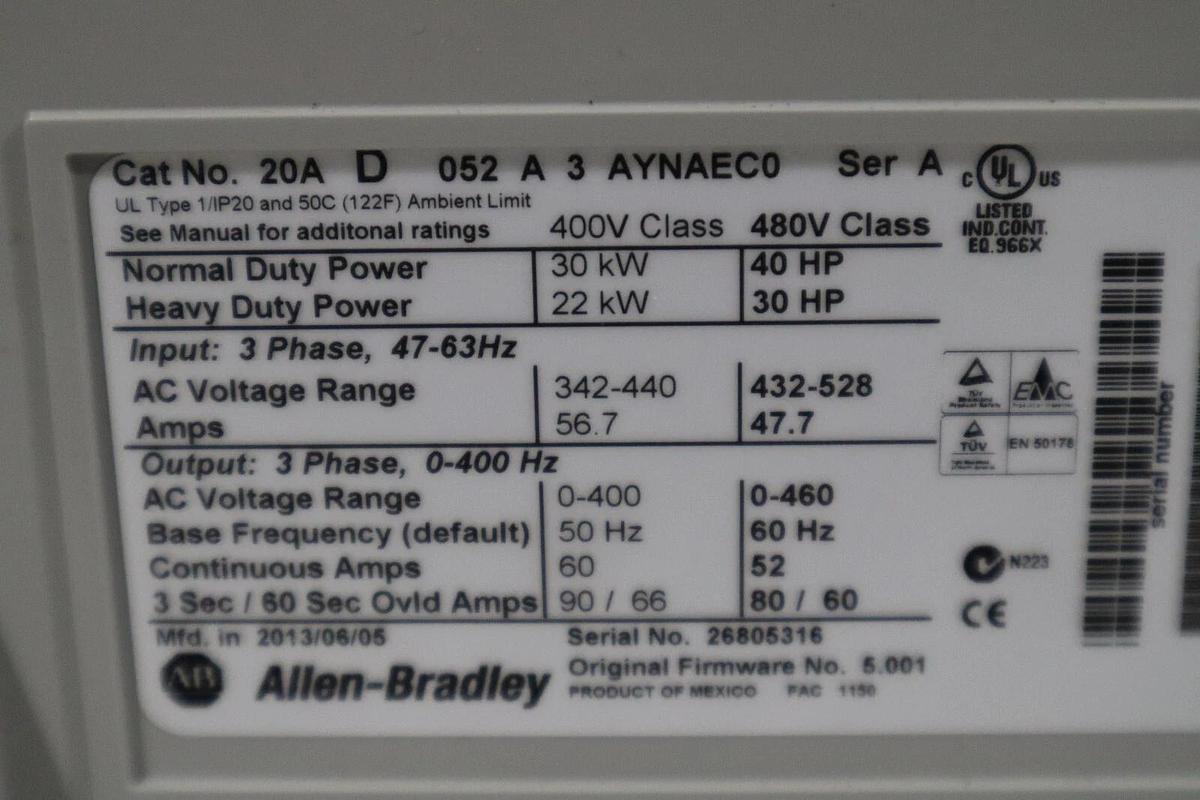 Cat No. 20A D 052 A 3 AYNAEC0 Ser A
UL Type 1/IP20 and 50C (122F) Ambient Limit
See Manual for additonal ratings 400V Class 480V Class
Normal Duty Power 30 kW 40 HP
Heavy Duty Power 22 kW 30 HP
Input: 3 Phase, 47-63Hz
AC Voltage Range 342-440 432-528
Amps 56.7 47.7
Output: 3 Phase, 0-400 Hz
AC Voltage Range 0-400 0-460
Base Frequency (default) 50 Hz 60 Hz
Continuous Amps 60 52
3 Sec / 60 Sec Ovld Amps 90 / 66 80 / 60
Mfd. in 2013/06/05 Serial No. 26805316
Original Firmware No. 5.001
AB Allen-Bradley
PRODUCT OF MEXICO FAC 1150
C UL US
LISTED
IND.CONT.
EQ.966X
TÜV
EMC
TÜV
EN 50178
N223
CE
serial number